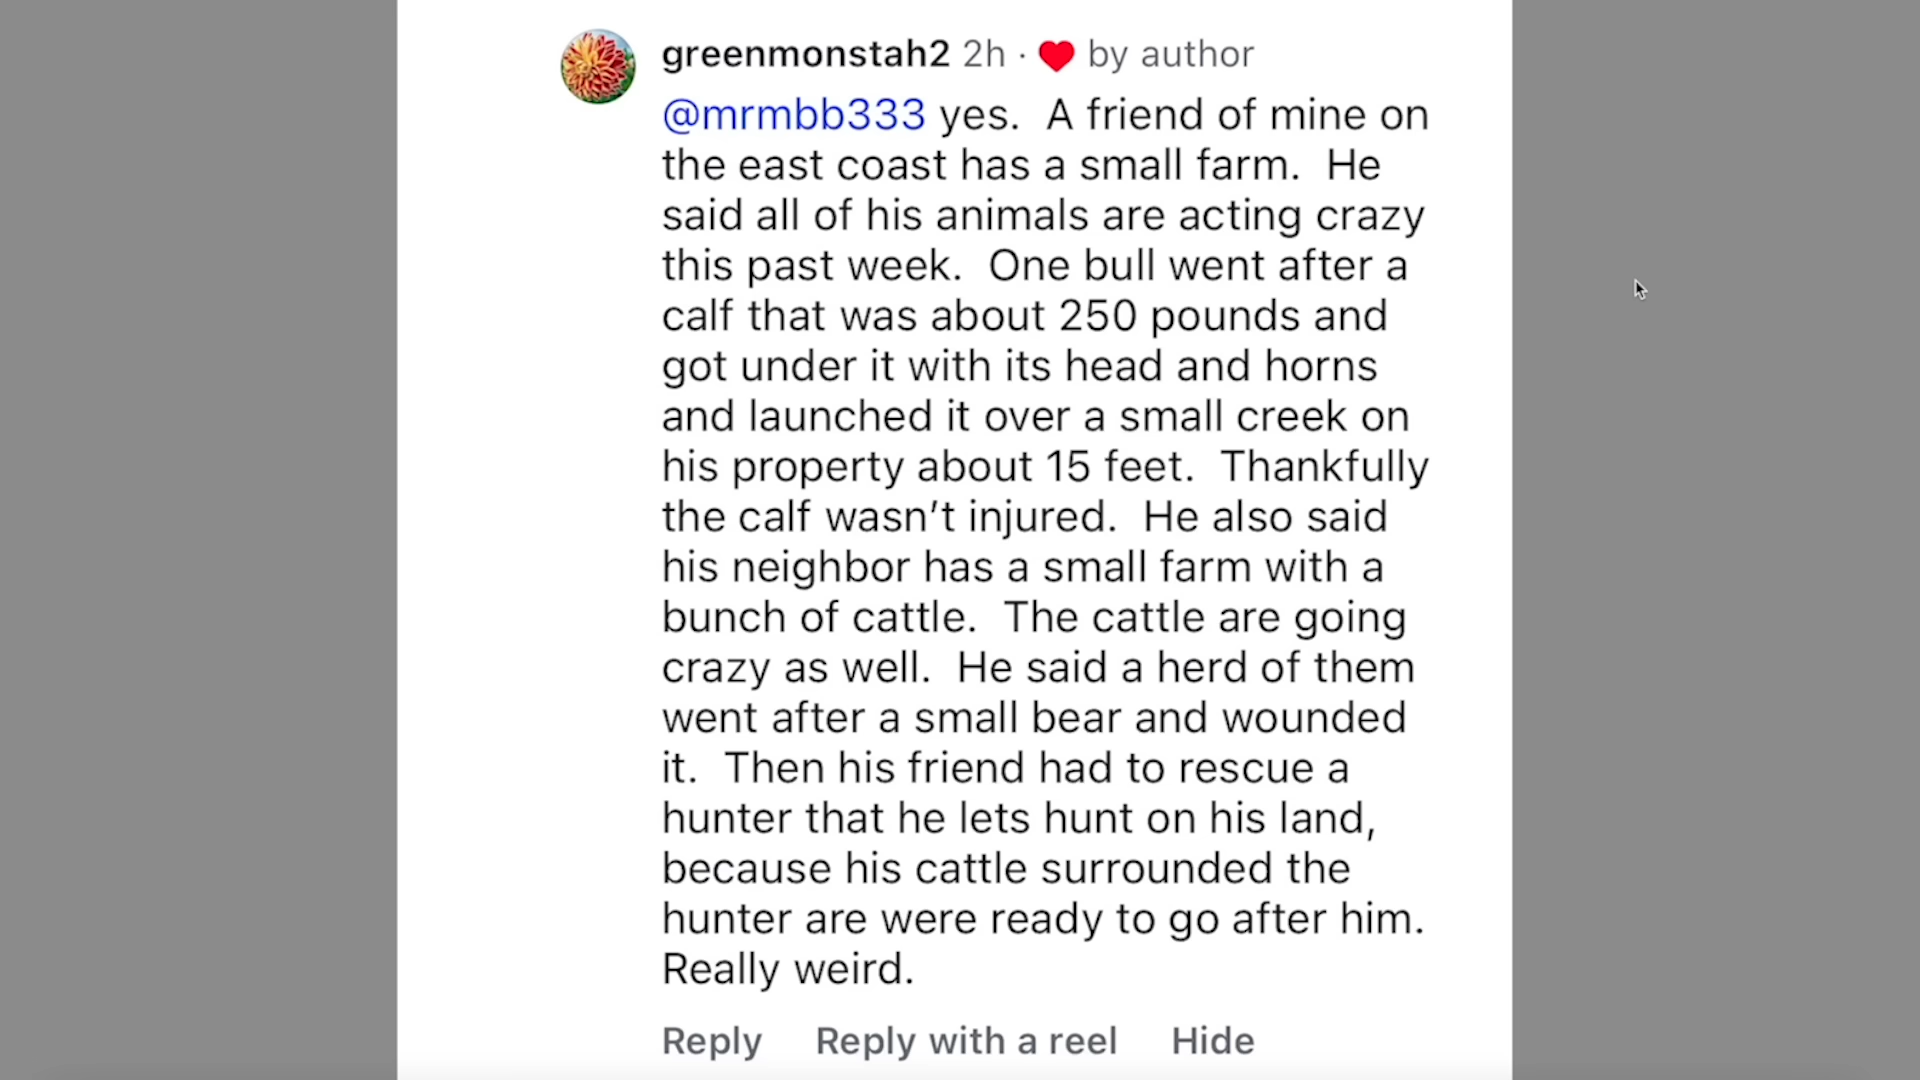 greenmonstah2 2h · ❤ by author
@mrmbb333 yes.  A friend of mine on
the east coast has a small farm.  He
said all of his animals are acting crazy
this past week.  One bull went after a
calf that was about 250 pounds and
got under it with its head and horns
and launched it over a small creek on
his property about 15 feet.  Thankfully
the calf wasn’t injured.  He also said
his neighbor has a small farm with a
bunch of cattle.  The cattle are going
crazy as well.  He said a herd of them
went after a small bear and wounded
it.  Then his friend had to rescue a
hunter that he lets hunt on his land,
because his cattle surrounded the
hunter are were ready to go after him.
Really weird.
Reply Reply with a reel Hide